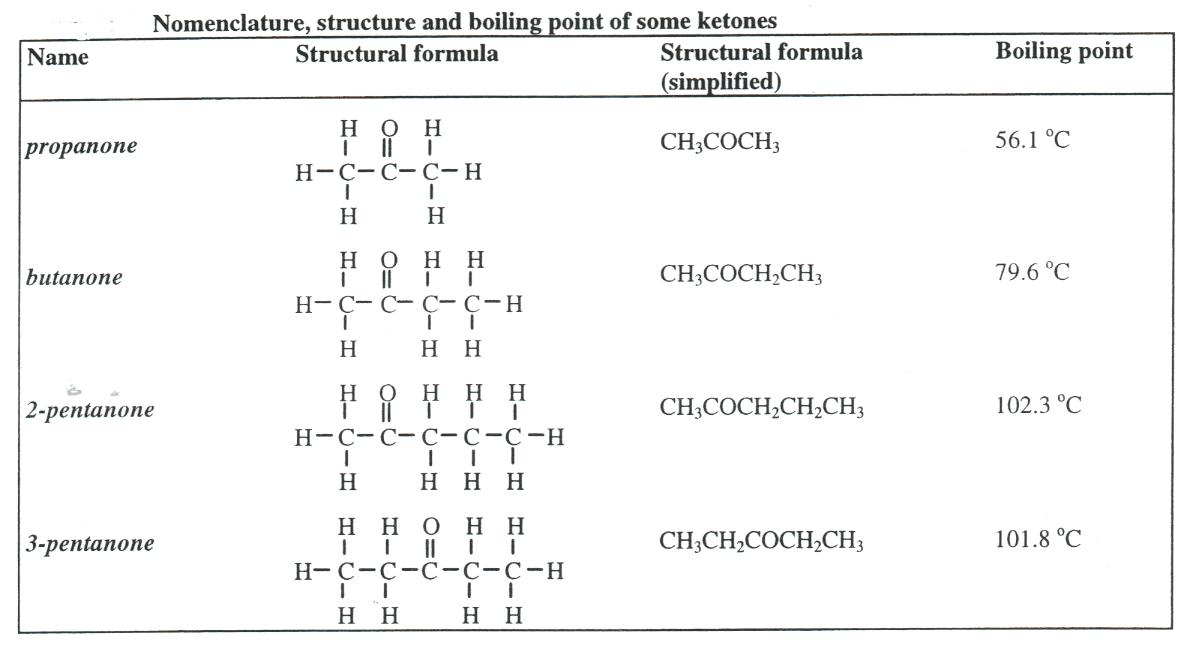 Nomenclature, structure and boiling point of some ketones
Name Structural formula Structural formula (simplified) Boiling point
propanone
H O H
H-C-C-C-H
H H
CH₃COCH₃ 56.1 °C
butanone
H O H H
H-C-C-C-C-H
H H H
CH₃COCH₂CH₃ 79.6 °C
2-pentanone
H O H H H
H-C-C-C-C-C-H
H H H H
CH₃COCH₂CH₂CH₃ 102.3 °C
3-pentanone
H H O H H
H-C-C-C-C-C-H
H H H H
CH₃CH₂COCH₂CH₃ 101.8 °C